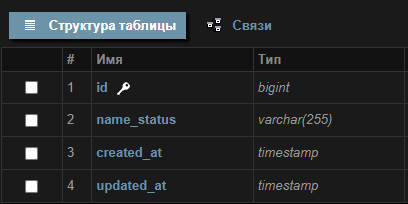 Структура таблицы Связи
# Имя Тип
1 id bigint
2 name_status varchar(255)
3 created_at timestamp
4 updated_at timestamp